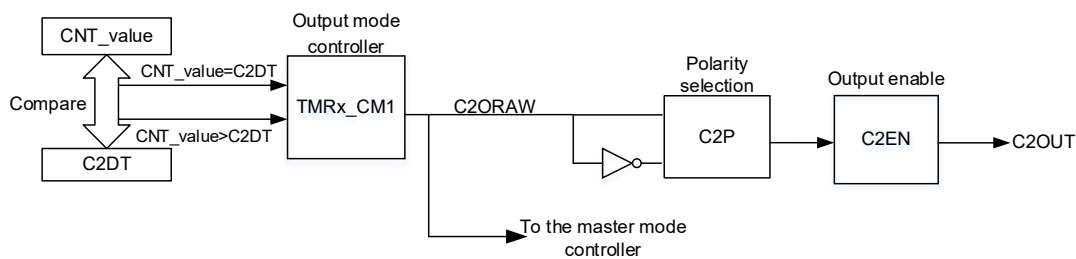 Output mode
controller
CNT_value
CNT_value=C2DT
Compare
TMRx_CM1
CNT_value>C2DT
C2DT
C2ORAW
Polarity
selection
C2P
Output enable
C2EN
C2OUT
To the master mode
controller